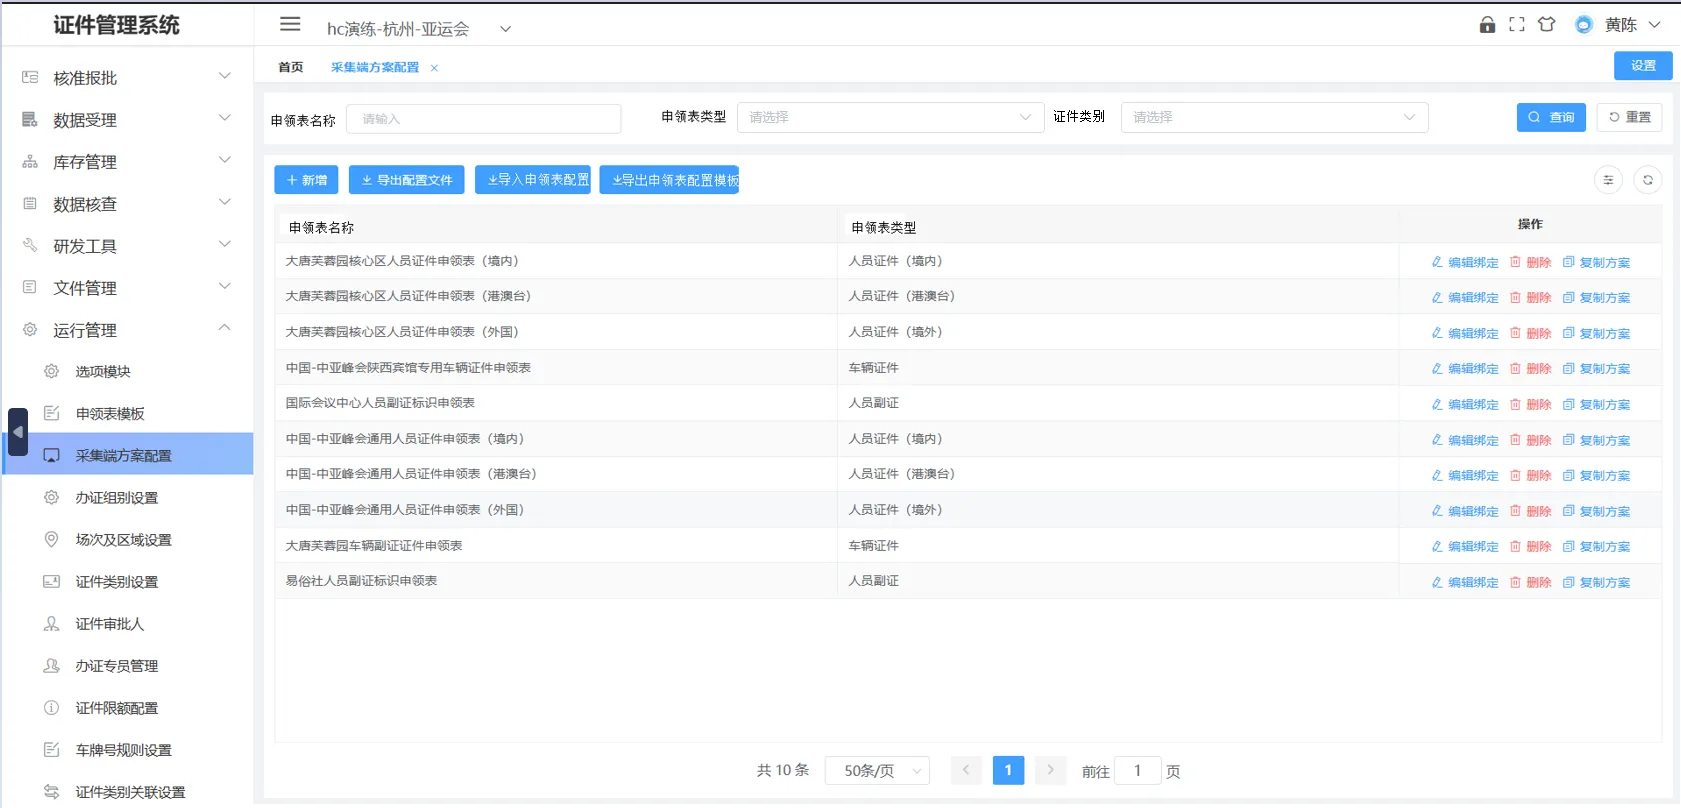 证件管理系统
hc演练-杭州-亚运会
黄陈
首页
采集端方案配置
设置
核准报批
数据受理
库存管理
数据核查
研发工具
文件管理
运行管理
选项模块
申领表模板
采集端方案配置
办证组别设置
场次及区域设置
证件类别设置
证件审批人
办证专员管理
证件限额配置
车牌号规则设置
证件类别关联设置
申领表名称 请输入 申领表类型 请选择 证件类别 请选择 查询 重置
新增 导出配置文件 导入申领表配置 导出申领表配置模板
申领表名称 申领表类型 操作
大唐芙蓉园核心区人员证件申领表（境内） 人员证件（境内） 编辑绑定 删除 复制方案
大唐芙蓉园核心区人员证件申领表（港澳台） 人员证件（港澳台） 编辑绑定 删除 复制方案
大唐芙蓉园核心区人员证件申领表（外国） 人员证件（境外） 编辑绑定 删除 复制方案
中国-中亚峰会陕西宾馆专用车辆证件申领表 车辆证件 编辑绑定 删除 复制方案
国际会议中心人员副证标识申领表 人员副证 编辑绑定 删除 复制方案
中国-中亚峰会通用人员证件申领表（境内） 人员证件（境内） 编辑绑定 删除 复制方案
中国-中亚峰会通用人员证件申领表（港澳台） 人员证件（港澳台） 编辑绑定 删除 复制方案
中国-中亚峰会通用人员证件申领表（外国） 人员证件（境外） 编辑绑定 删除 复制方案
大唐芙蓉园车辆副证证件申领表 车辆证件 编辑绑定 删除 复制方案
易俗社人员副证标识申领表 人员副证 编辑绑定 删除 复制方案
共 10 条 50条/页 1 前往 1 页